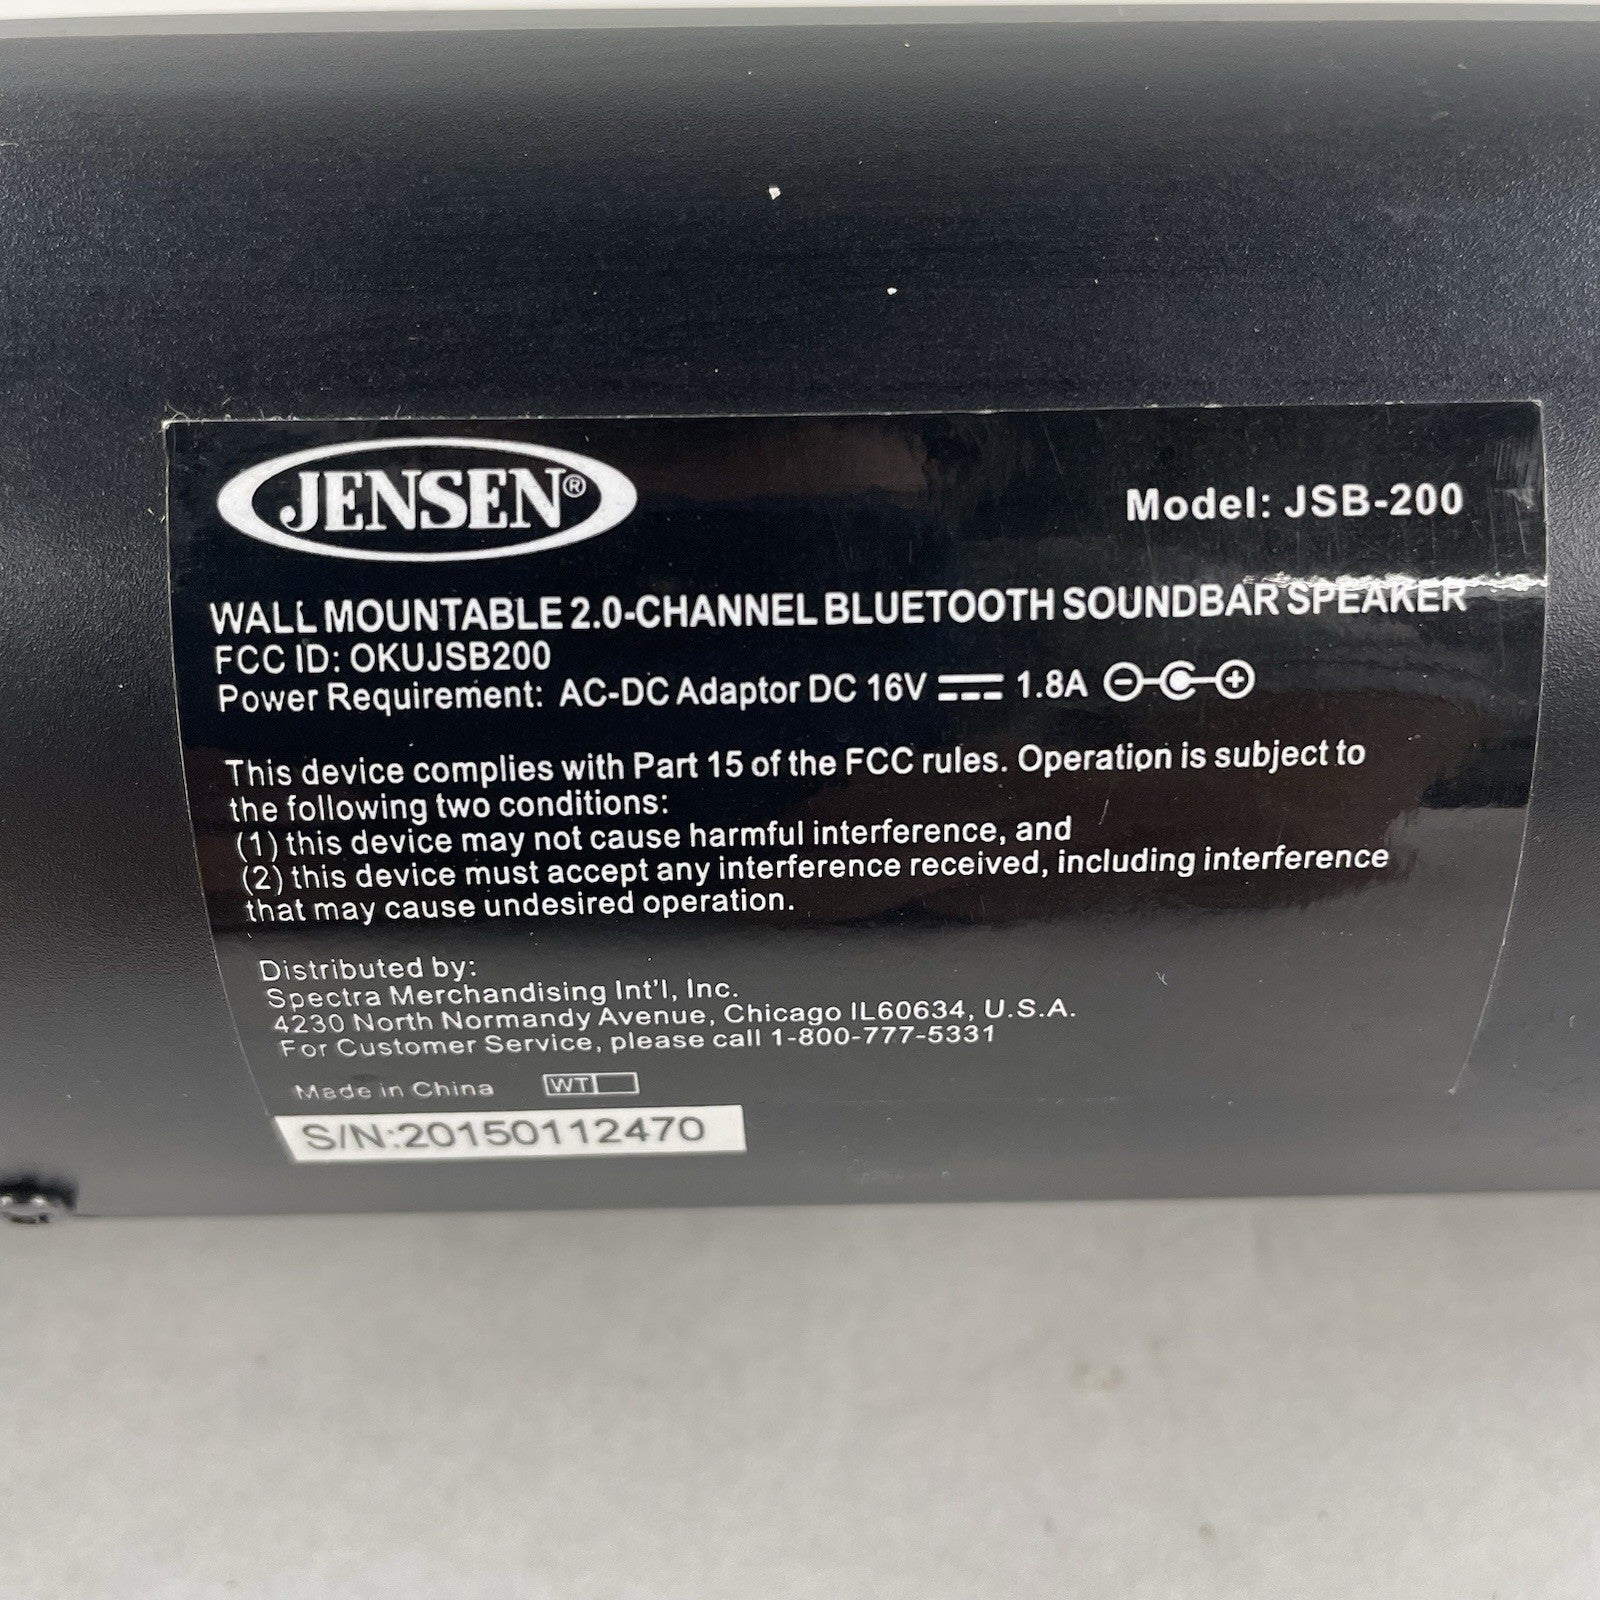 JENSEN®
Model: JSB-200
WALL MOUNTABLE 2.0-CHANNEL BLUETOOTH SOUNDBAR SPEAKER
FCC ID: OKUJSB200
Power Requirement: AC-DC Adaptor DC 16V 1.8A
This device complies with Part 15 of the FCC rules. Operation is subject to
the following two conditions:
(1) this device may not cause harmful interference, and
(2) this device must accept any interference received, including interference
that may cause undesired operation.
Distributed by:
Spectra Merchandising Int'l, Inc.
4230 North Normandy Avenue, Chicago IL60634, U.S.A.
For Customer Service, please call 1-800-777-5331
Made in China WT
S/N:20150112470